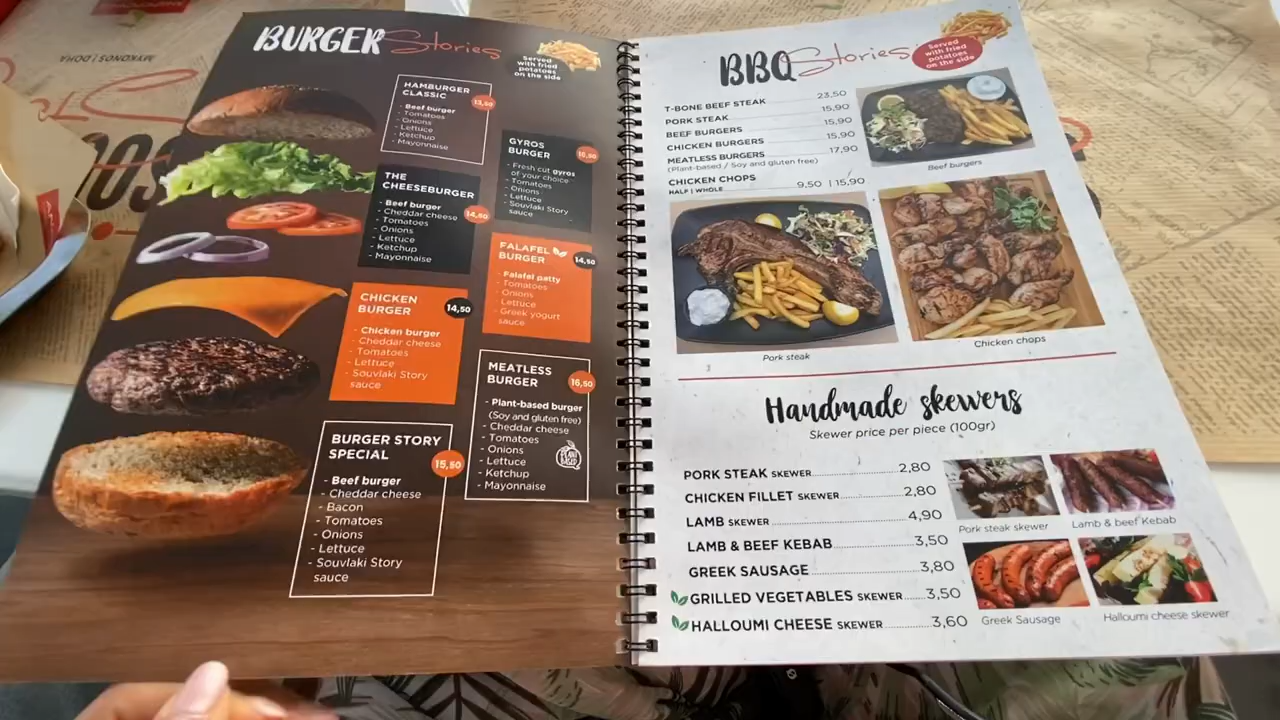 MYKONOS | DOHA
BURGER Stories
Served
with fried
potatoes
on the side
HAMBURGER
CLASSIC
13,50
- Beef burger
- Tomatoes
- Onions
- Lettuce
- Ketchup
- Mayonnaise
GYROS
BURGER
- Fresh cut gyros
of your choice
- Tomatoes
- Onions
- Lettuce
- Souvlaki Story
sauce
THE
CHEESEBURGER
14,50
- Beef burger
- Cheddar cheese
- Tomatoes
- Onions
- Lettuce
- Ketchup
- Mayonnaise
FALAFEL
BURGER
14,50
- Falafel patty
- Tomatoes
- Onions
- Lettuce
- Greek yogurt
sauce
CHICKEN
BURGER
14,50
- Chicken burger
- Cheddar cheese
- Tomatoes
- Lettuce
- Souvlaki Story
sauce
MEATLESS
BURGER
16,50
- Plant-based burger
(Soy and gluten free)
- Cheddar cheese
- Tomatoes
- Onions
- Lettuce
- Ketchup
- Mayonnaise
PLANT
BASED
BURGER STORY
SPECIAL
15,50
- Beef burger
- Cheddar cheese
- Bacon
- Tomatoes
- Onions
- Lettuce
- Souvlaki Story
sauce
BBQ Stories
Served
with fried
potatoes
on the side
T-BONE BEEF STEAK 23,50
PORK STEAK 15,90
BEEF BURGERS 15,90
CHICKEN BURGERS 15,90
MEATLESS BURGERS 17,90
(Plant-based / Soy and gluten free)
CHICKEN CHOPS
HALF | WHOLE 9,50 | 15,90
Beef burgers
Pork steak
Chicken chops
Handmade skewers
Skewer price per piece (100gr)
PORK STEAK SKEWER 2,80
CHICKEN FILLET SKEWER 2,80
LAMB SKEWER 4,90
LAMB & BEEF KEBAB 3,50
GREEK SAUSAGE 3,80
GRILLED VEGETABLES SKEWER 3,50
HALLOUMI CHEESE SKEWER 3,60
Pork steak skewer
Lamb & beef Kebab
Greek Sausage
Halloumi cheese skewer